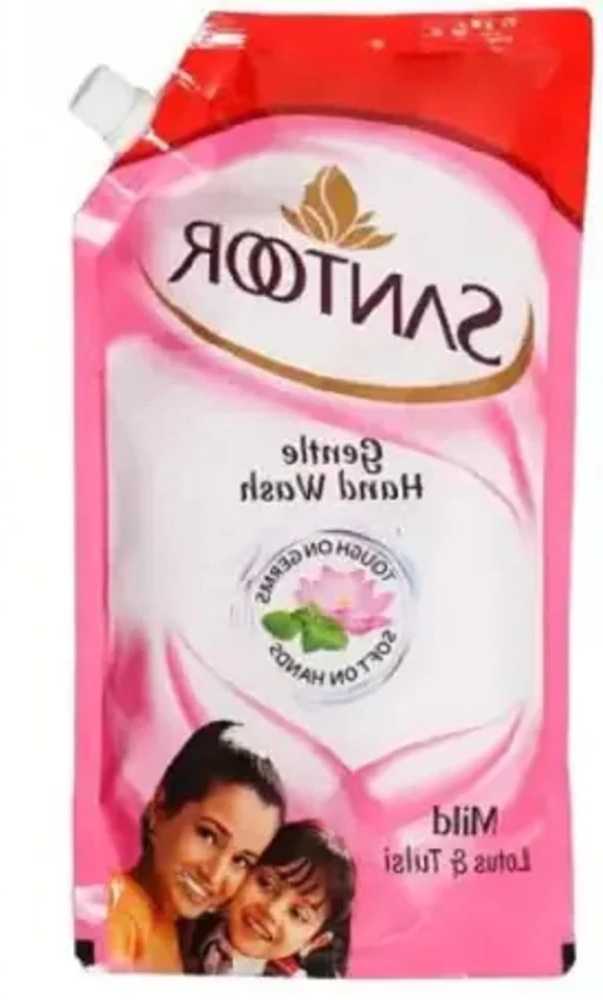 SANTOOR
Gentle
Hand Wash
TOUGH ON GERMS
SOFT ON HANDS
Mild
Lotus & Tulsi